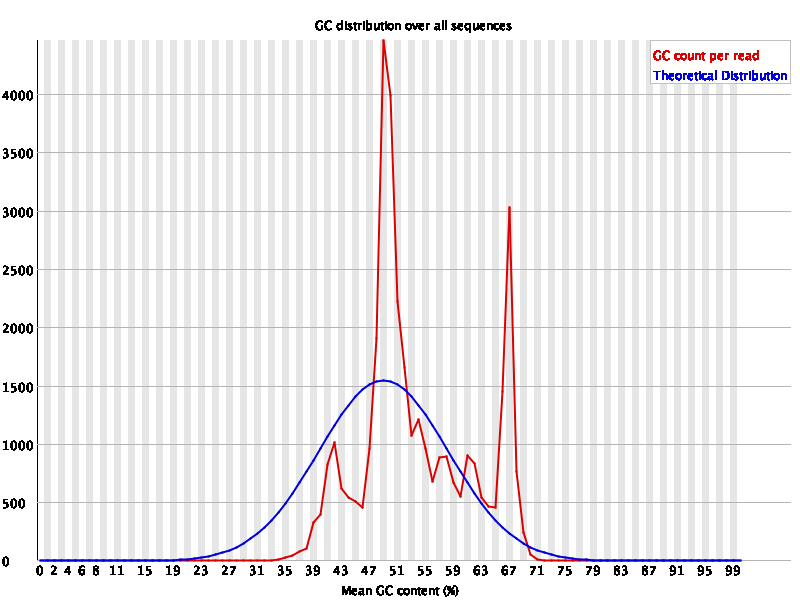 GC distribution over all sequences
GC count per read
Theoretical Distribution
4000
3500
3000
2500
2000
1500
1000
500
0
0 2 4 6 8 11 15 19 23 27 31 35 39 43 47 51 55 59 63 67 71 75 79 83 87 91 95 99
Mean GC content (%)